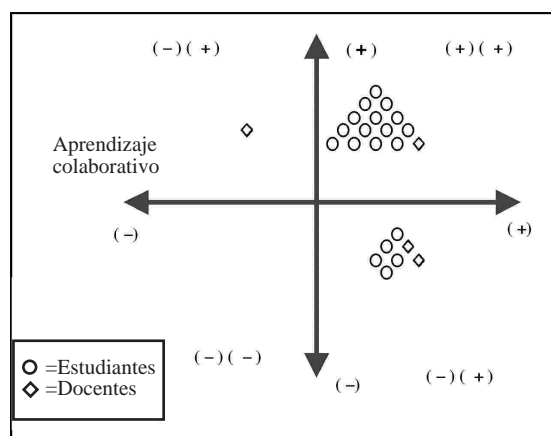 (−)(+)
(+)
(+)(+)
Aprendizaje
colaborativo
(−)
(+)
(−)(−)
(−)
(−)(+)
=Estudiantes
=Docentes